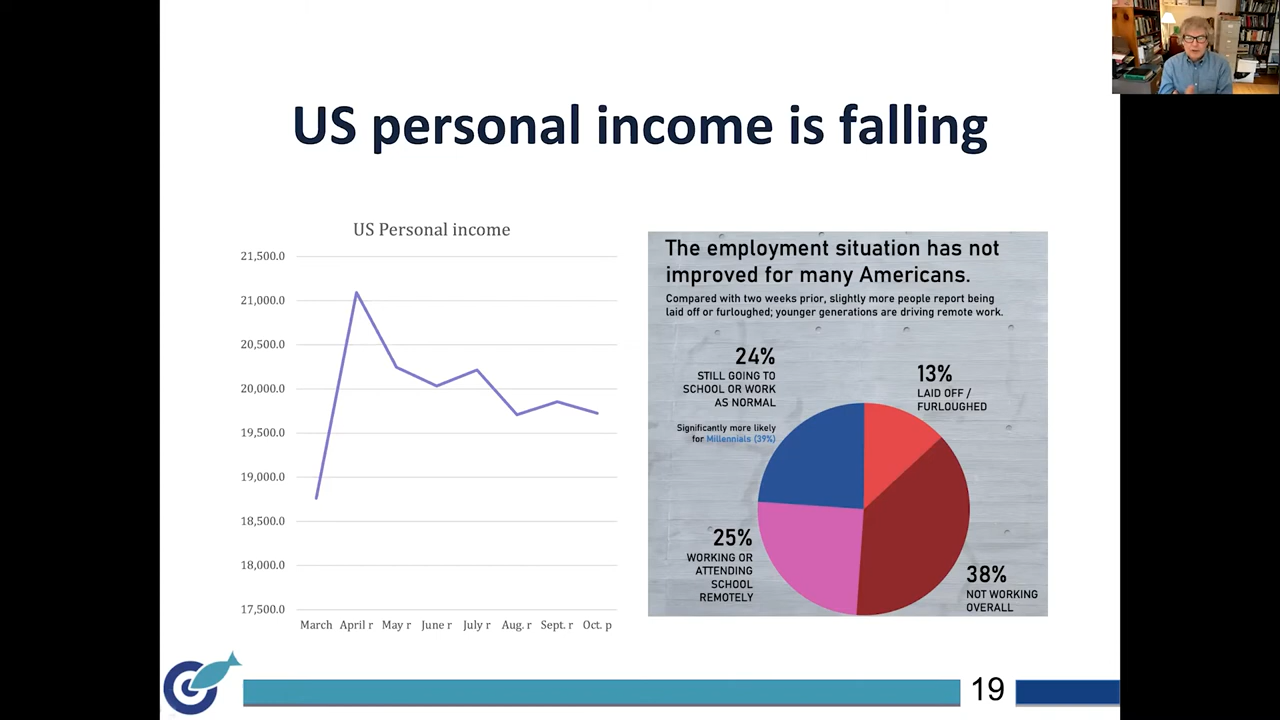 US personal income is falling
US Personal income
21,500.0
21,000.0
20,500.0
20,000.0
19,500.0
19,000.0
18,500.0
18,000.0
17,500.0
March April r May r June r July r Aug. r Sept. r Oct. p
The employment situation has not
improved for many Americans.
Compared with two weeks prior, slightly more people report being
laid off or furloughed; younger generations are driving remote work.
24%
STILL GOING TO
SCHOOL OR WORK
AS NORMAL
Significantly more likely
for Millennials (39%)
13%
LAID OFF /
FURLOUGHED
25%
WORKING OR
ATTENDING
SCHOOL
REMOTELY
38%
NOT WORKING
OVERALL
19